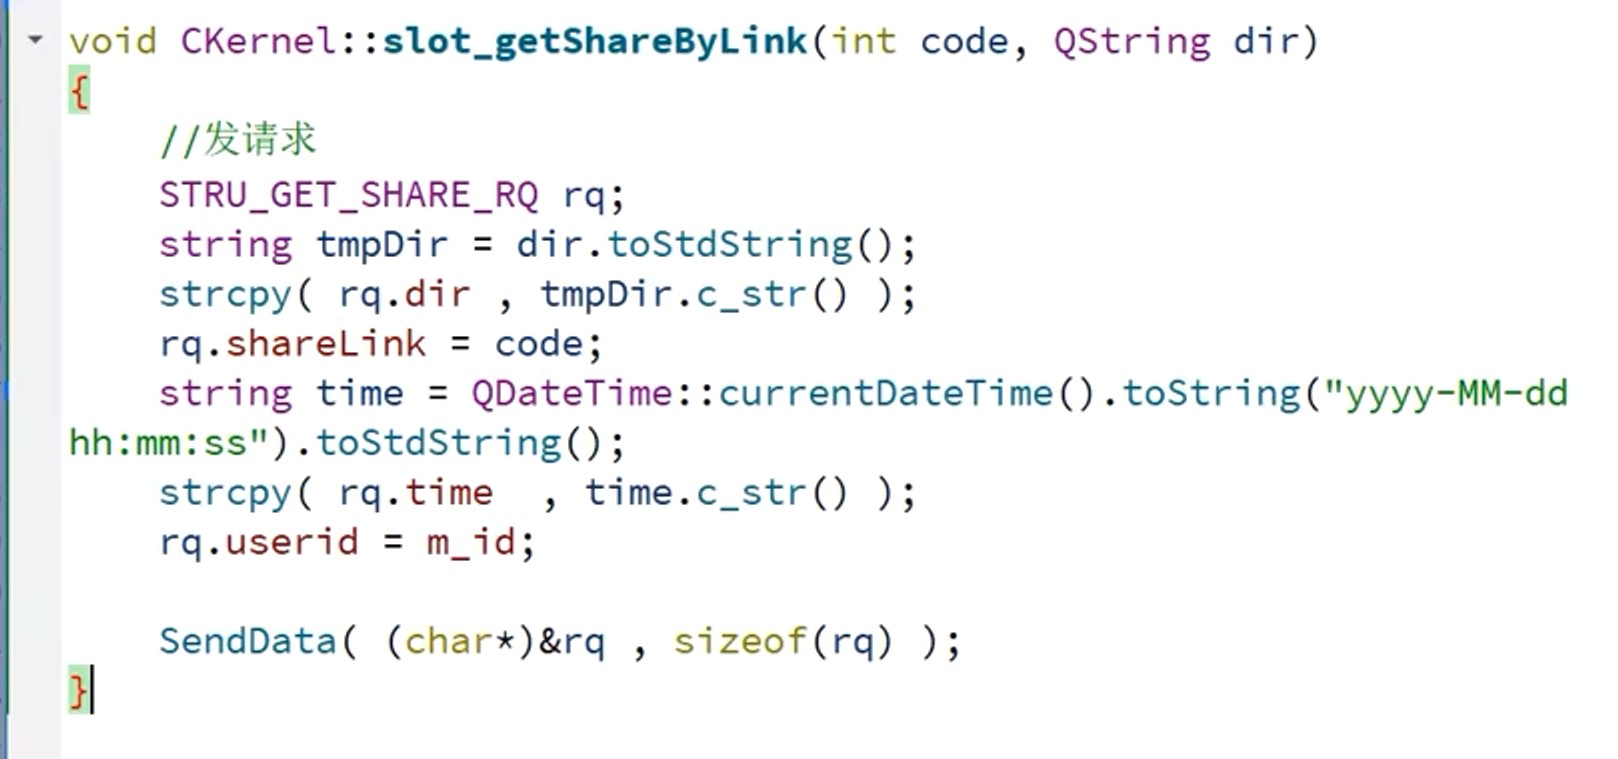 void CKernel::slot_getShareByLink(int code, QString dir)
{
    //发请求
    STRU_GET_SHARE_RQ rq;
    string tmpDir = dir.toStdString();
    strcpy( rq.dir , tmpDir.c_str() );
    rq.shareLink = code;
    string time = QDateTime::currentDateTime().toString("yyyy-MM-dd
hh:mm:ss").toStdString();
    strcpy( rq.time  , time.c_str() );
    rq.userid = m_id;

    SendData( (char*)&rq , sizeof(rq) );
}